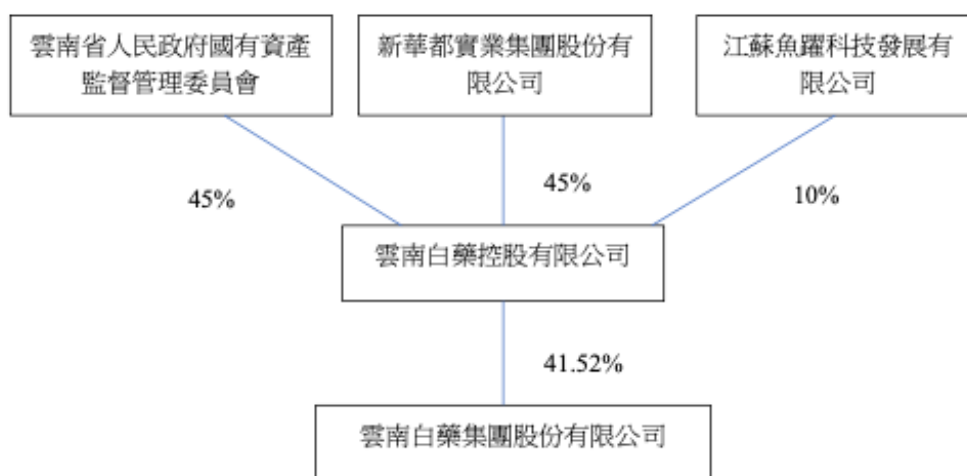 雲南省人民政府國有資產
監督管理委員會
新華都實業集團股份有
限公司
江蘇魚躍科技發展有
限公司
45%
45%
10%
雲南白藥控股有限公司
41.52%
雲南白藥集團股份有限公司